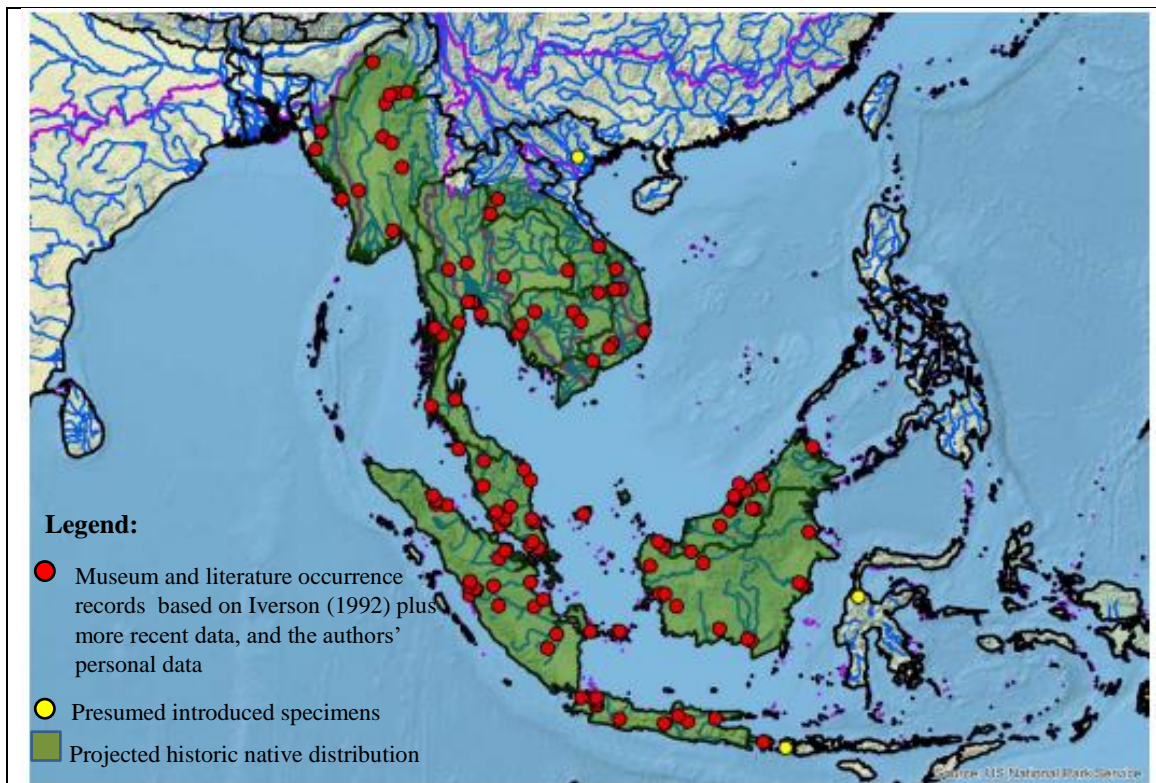 Legend:
Museum and literature occurrence
records based on Iverson (1992) plus
more recent data, and the authors’
personal data
Presumed introduced specimens
Projected historic native distribution
Source: US National Park Service